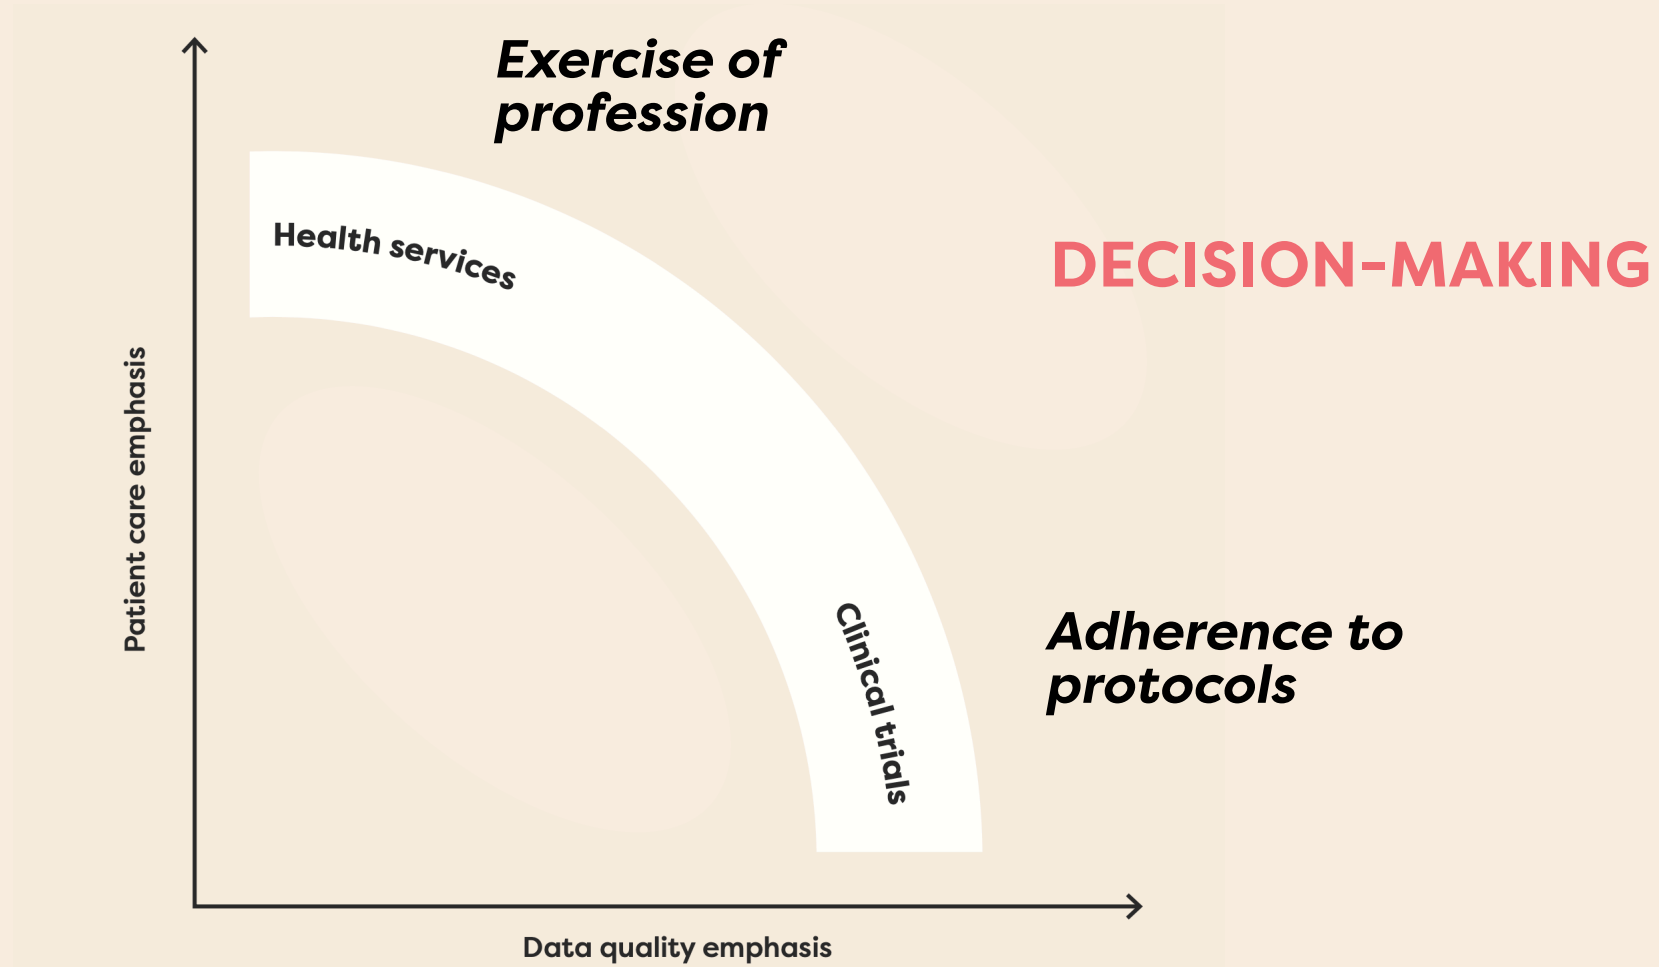 Exercise of
profession
Health services
DECISION-MAKING
Patient care emphasis
Clinical trials
Adherence to
protocols
Data quality emphasis